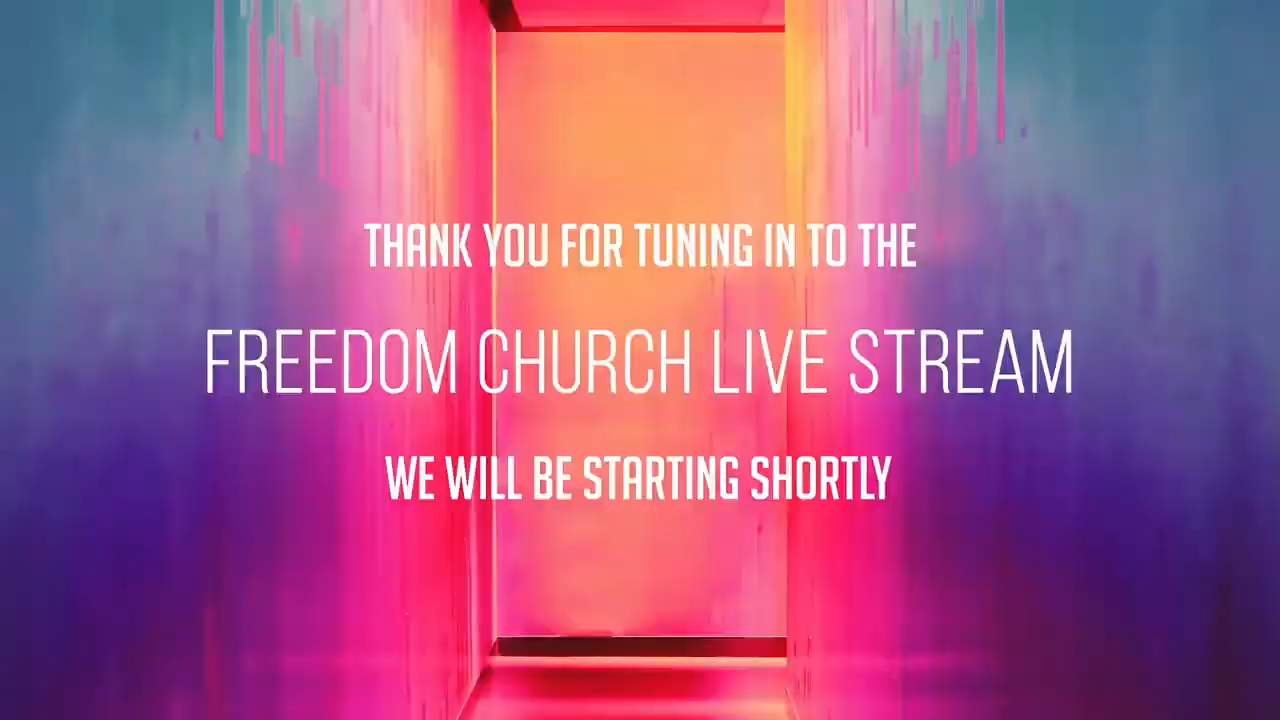 THANK YOU FOR TUNING IN TO THE
FREEDOM CHURCH LIVE STREAM
WE WILL BE STARTING SHORTLY